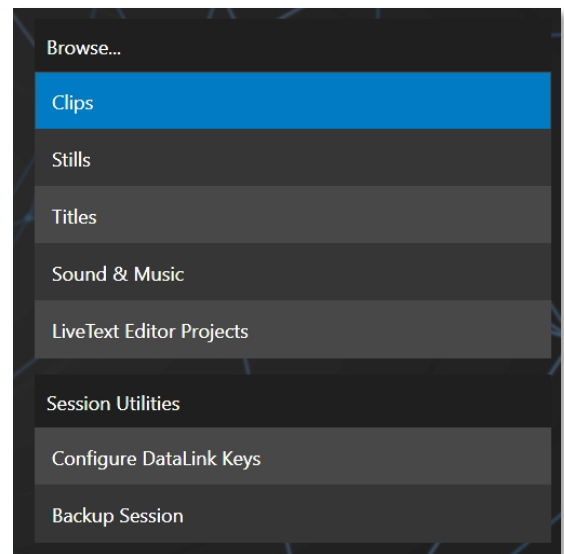 Browse...
Clips
Stills
Titles
Sound & Music
LiveText Editor Projects
Session Utilities
Configure DataLink Keys
Backup Session